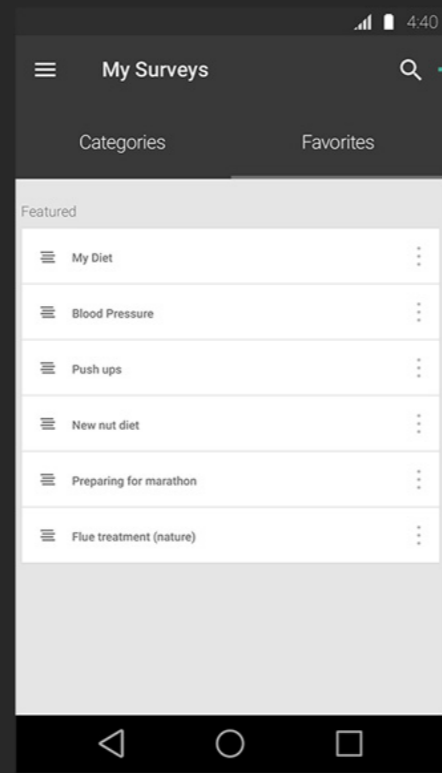 4:40
My Surveys
Categories Favorites
Featured
My Diet
Blood Pressure
Push ups
New nut diet
Preparing for marathon
Flue treatment (nature)